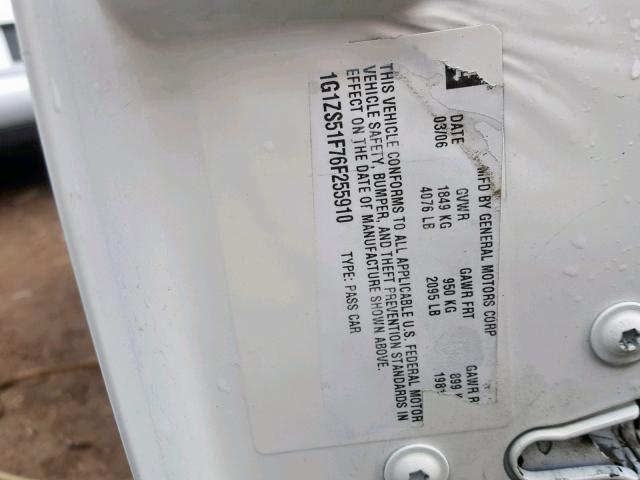 MFD BY GENERAL MOTORS CORP
DATE GVWR GAWR FRT GAWR R
03/06 1849 KG 950 KG 899 K
4076 LB 2095 LB 1981
THIS VEHICLE CONFORMS TO ALL APPLICABLE U.S. FEDERAL MOTOR
VEHICLE SAFETY, BUMPER, AND THEFT PREVENTION STANDARDS IN
EFFECT ON THE DATE OF MANUFACTURE SHOWN ABOVE.
1G1ZS51F76F255910 TYPE: PASS CAR